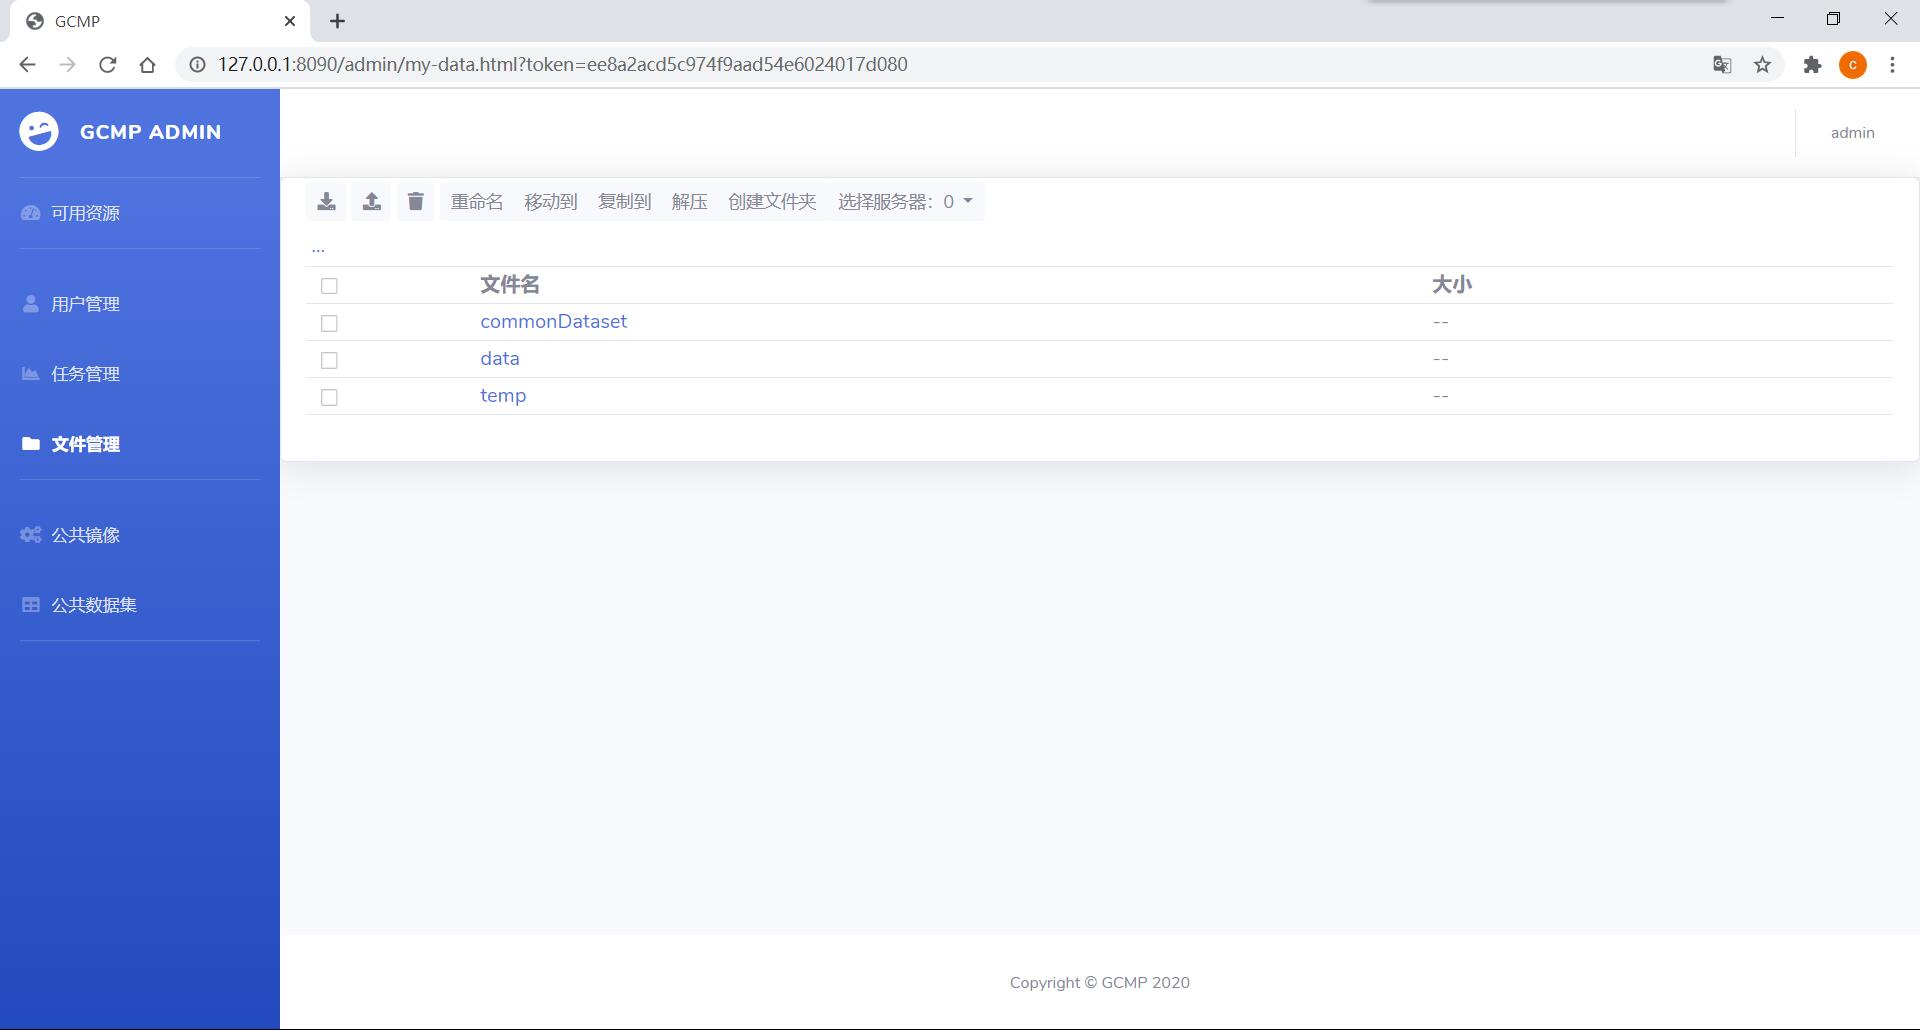 GCMP
127.0.0.1:8090/admin/my-data.html?token=ee8a2acd5c974f9aad54e6024017d080
c
GCMP ADMIN
admin
可用资源
用户管理
任务管理
文件管理
公共镜像
公共数据集
重命名 移动到 复制到 解压 创建文件夹 选择服务器：0
...
文件名 大小
commonDataset --
data --
temp --
Copyright © GCMP 2020